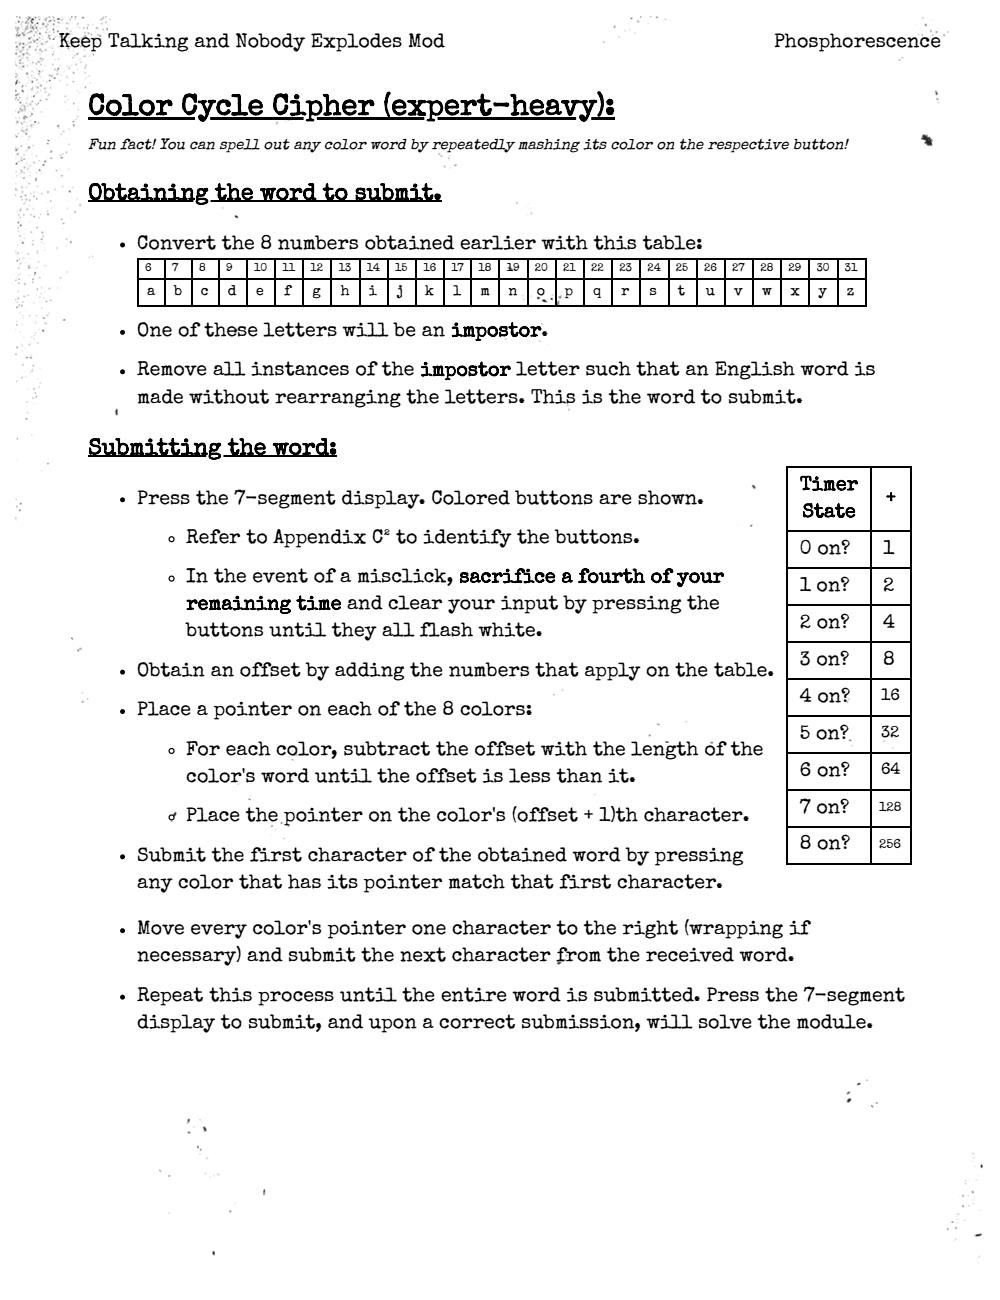 Keep Talking and Nobody Explodes Mod Phosphorescence
Color Cycle Cipher (expert-heavy):
Fun fact! You can spell out any color word by repeatedly mashing its color on the respective button!
Obtaining the word to submit.
• Convert the 8 numbers obtained earlier with this table:
6 7 8 9 10 11 12 13 14 15 16 17 18 19 20 21 22 23 24 25 26 27 28 29 30 31
a b c d e f g h i j k l m n o p q r s t u v w x y z
• One of these letters will be an impostor.
• Remove all instances of the impostor letter such that an English word is
made without rearranging the letters. This is the word to submit.
Submitting the word:
• Press the 7-segment display. Colored buttons are shown.
◦ Refer to Appendix C² to identify the buttons.
◦ In the event of a misclick, sacrifice a fourth of your
remaining time and clear your input by pressing the
buttons until they all flash white.
• Obtain an offset by adding the numbers that apply on the table.
• Place a pointer on each of the 8 colors:
◦ For each color, subtract the offset with the length of the
color's word until the offset is less than it.
◦ Place the pointer on the color's (offset + 1)th character.
• Submit the first character of the obtained word by pressing
any color that has its pointer match that first character.
Timer State +
0 on? 1
1 on? 2
2 on? 4
3 on? 8
4 on? 16
5 on? 32
6 on? 64
7 on? 128
8 on? 256
• Move every color's pointer one character to the right (wrapping if
necessary) and submit the next character from the received word.
• Repeat this process until the entire word is submitted. Press the 7-segment
display to submit, and upon a correct submission, will solve the module.